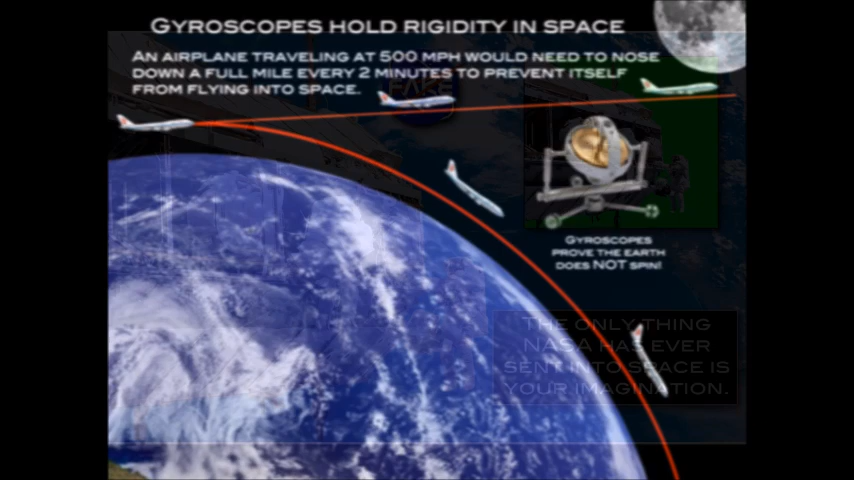 GYROSCOPES HOLD RIGIDITY IN SPACE
AN AIRPLANE TRAVELING AT 500 MPH WOULD NEED TO NOSE
DOWN A FULL MILE EVERY 2 MINUTES TO PREVENT ITSELF
FROM FLYING INTO SPACE.
FAKE
GYROSCOPES
PROVE THE EARTH
DOES NOT SPIN!
THE ONLY THING
NASA HAS EVER
SENT INTO SPACE IS
YOUR IMAGINATION.